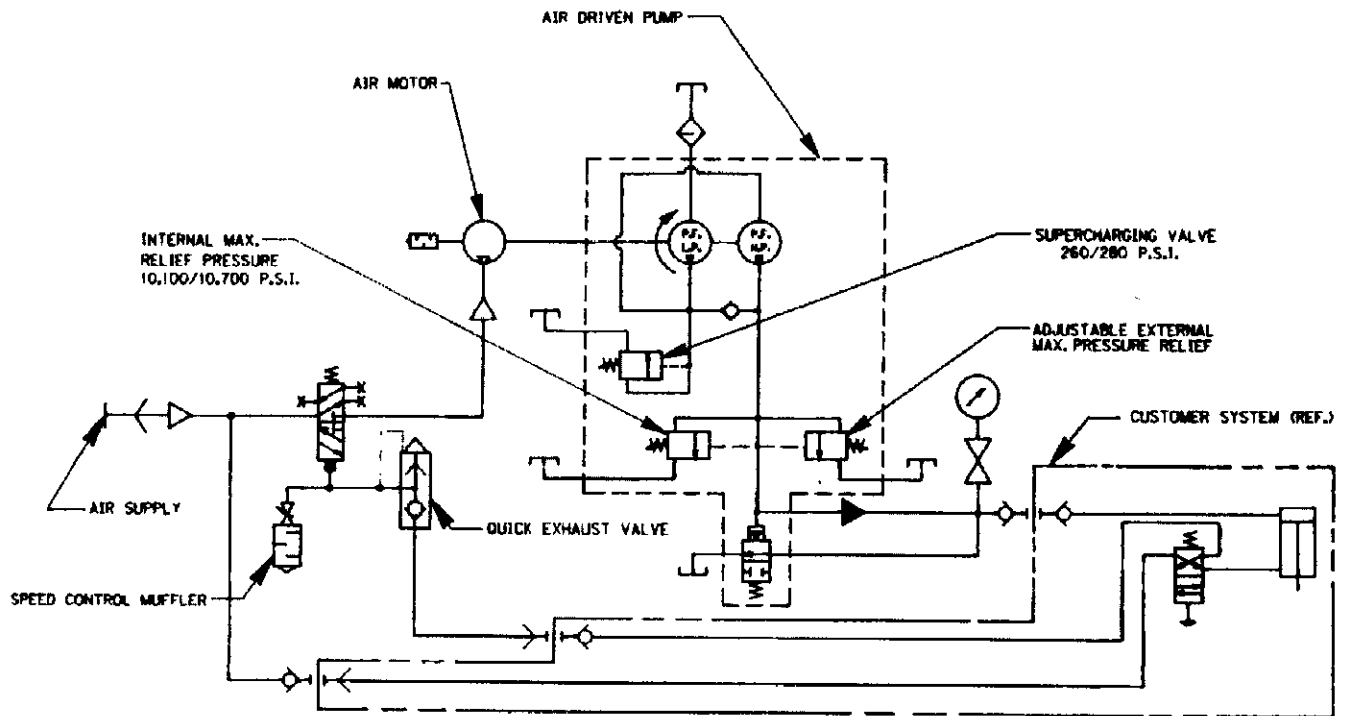 AIR DRIVEN PUMP
AIR MOTOR
INTERNAL MAX.
RELIEF PRESSURE
10,100/10,700 P.S.I.
P.F.
L.P.
P.F.
H.P.
SUPERCHARGING VALVE
260/280 P.S.I.
ADJUSTABLE EXTERNAL
MAX. PRESSURE RELIEF
CUSTOMER SYSTEM (REF.)
AIR SUPPLY
QUICK EXHAUST VALVE
SPEED CONTROL MUFFLER